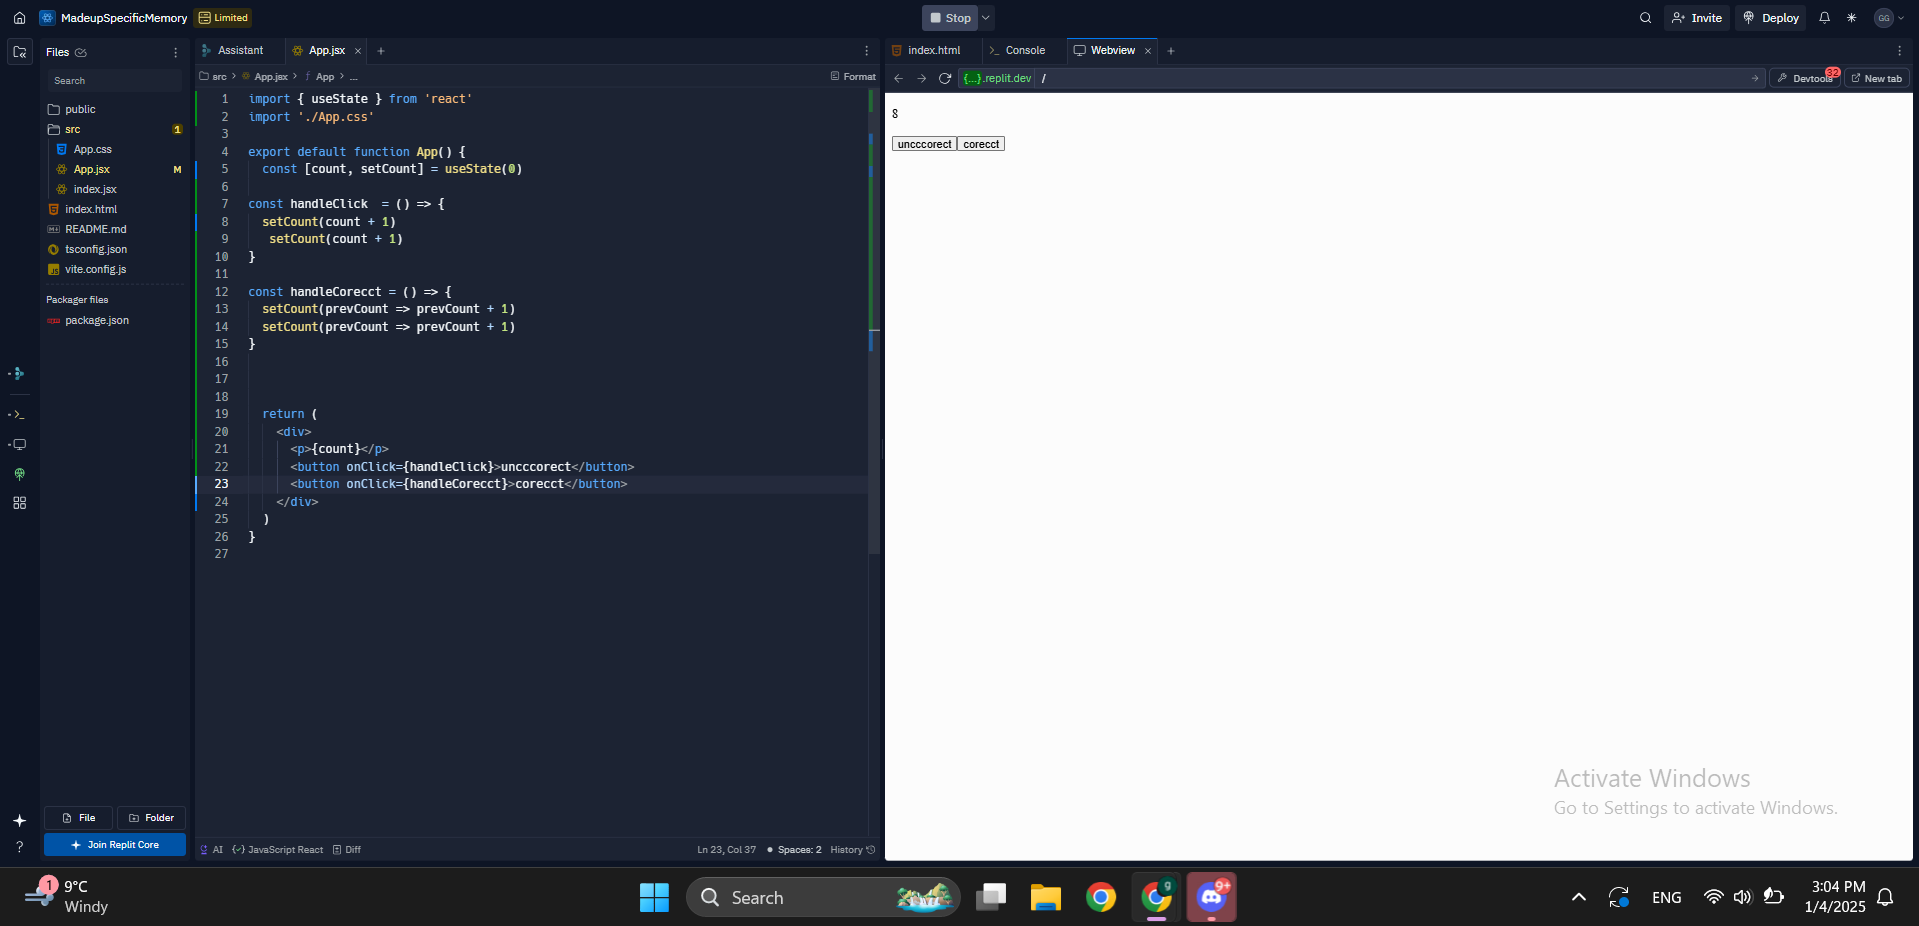 MadeupSpecificMemory
Limited
Stop
Invite
Deploy
GG
Files
Search
public
src
1
App.css
App.jsx
M
index.jsx
index.html
README.md
tsconfig.json
vite.config.js
Packager files
package.json
File
Folder
Join Replit Core
Assistant
App.jsx
src
App.jsx
App
...
Format
1 import { useState } from 'react'
2 import './App.css'
3
4 export default function App() {
5 const [count, setCount] = useState(0)
6
7 const handleClick  = () => {
8 setCount(count + 1)
9 setCount(count + 1)
10 }
11
12 const handleCorecct = () => {
13 setCount(prevCount => prevCount + 1)
14 setCount(prevCount => prevCount + 1)
15 }
16
17
18
19 return (
20 <div>
21 <p>{count}</p>
22 <button onClick={handleClick}>uncccorect</button>
23 <button onClick={handleCorecct}>corecct</button>
24 </div>
25 )
26 }
27
AI
JavaScript React
Diff
Ln 23, Col 37
Spaces: 2
History
index.html
Console
Webview
{...}.replit.dev
/
Devtools
32
New tab
8
uncccorect
corecct
Activate Windows
Go to Settings to activate Windows.
1
9°C
Windy
Search
g
9+
ENG
3:04 PM
1/4/2025